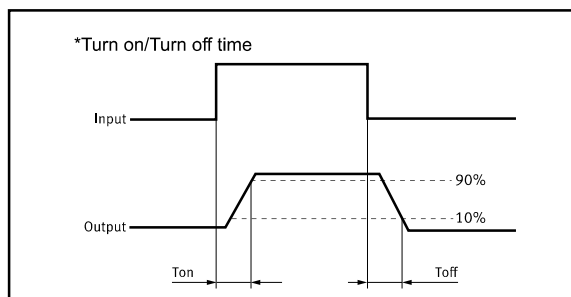 *Turn on/Turn off time
Input
90%
10%
Output
Ton
Toff